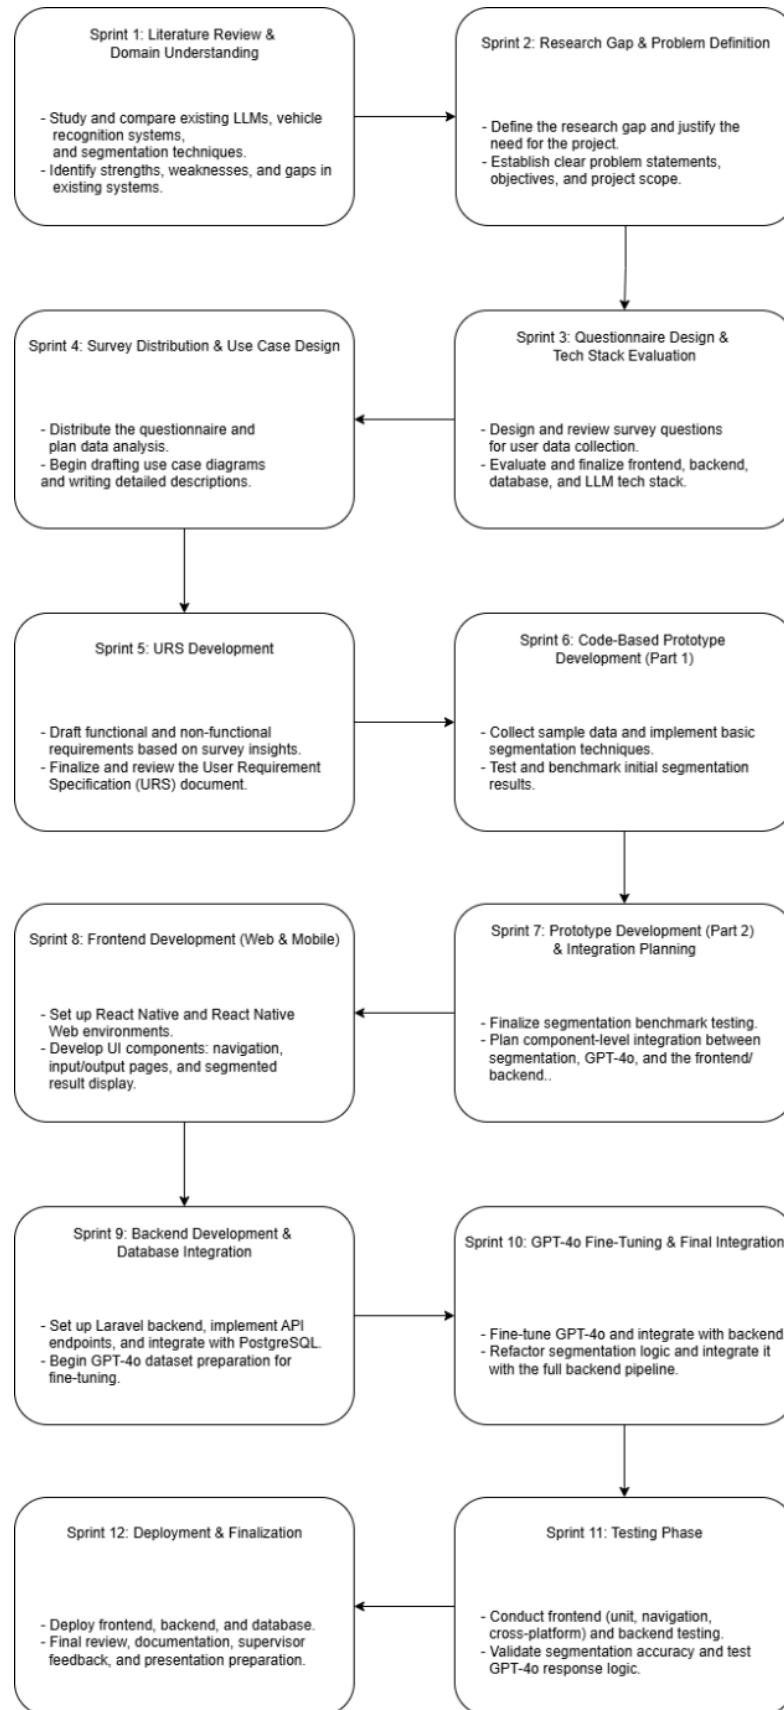 Sprint 1: Literature Review &
Domain Understanding
- Study and compare existing LLMs, vehicle
recognition systems,
and segmentation techniques.
- Identify strengths, weaknesses, and gaps in
existing systems.
Sprint 2: Research Gap & Problem Definition
- Define the research gap and justify the
need for the project.
- Establish clear problem statements,
objectives, and project scope.
Sprint 3: Questionnaire Design &
Tech Stack Evaluation
- Design and review survey questions
for user data collection.
- Evaluate and finalize frontend, backend,
database, and LLM tech stack.
Sprint 4: Survey Distribution & Use Case Design
- Distribute the questionnaire and
plan data analysis.
- Begin drafting use case diagrams
and writing detailed descriptions.
Sprint 5: URS Development
- Draft functional and non-functional
requirements based on survey insights.
- Finalize and review the User Requirement
Specification (URS) document.
Sprint 6: Code-Based Prototype
Development (Part 1)
- Collect sample data and implement basic
segmentation techniques.
- Test and benchmark initial segmentation
results.
Sprint 7: Prototype Development (Part 2)
& Integration Planning
- Finalize segmentation benchmark testing.
- Plan component-level integration between
segmentation, GPT-4o, and the frontend/
backend..
Sprint 8: Frontend Development (Web & Mobile)
- Set up React Native and React Native
Web environments.
- Develop UI components: navigation,
input/output pages, and segmented
result display.
Sprint 9: Backend Development &
Database Integration
- Set up Laravel backend, implement API
endpoints, and integrate with PostgreSQL.
- Begin GPT-4o dataset preparation for
fine-tuning.
Sprint 10: GPT-4o Fine-Tuning & Final Integration
- Fine-tune GPT-4o and integrate with backend.
- Refactor segmentation logic and integrate it
with the full backend pipeline.
Sprint 11: Testing Phase
- Conduct frontend (unit, navigation,
cross-platform) and backend testing.
- Validate segmentation accuracy and test
GPT-4o response logic.
Sprint 12: Deployment & Finalization
- Deploy frontend, backend, and database.
- Final review, documentation, supervisor
feedback, and presentation preparation.